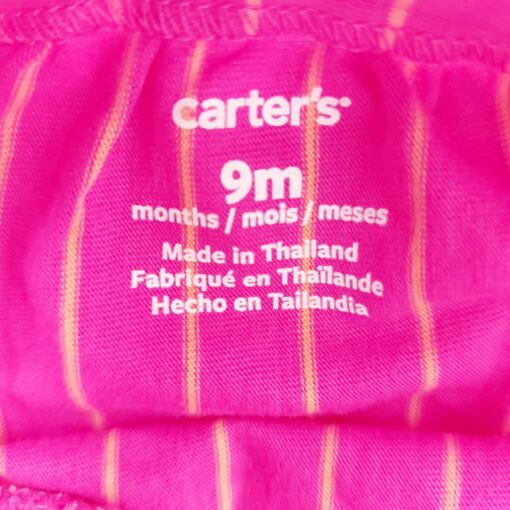 carter's
9m
months / mois / meses
Made in Thailand
Fabriqué en Thaïlande
Hecho en Tailandia